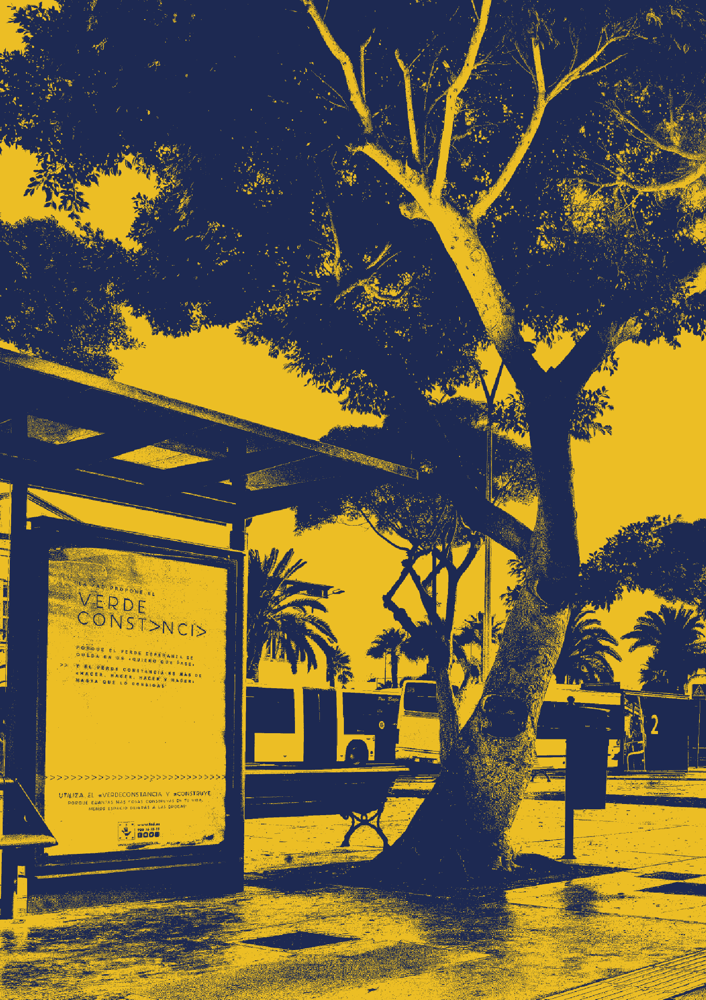 LA FAD PROPONE EL
VERDE
CONST>NCI>
PORQUE EL VERDE ESPERANZA SE
QUEDA EN UN «QUIERO QUE PASE»
>> Y EL VERDE CONSTANCIA ES MÁS DE
«HACER, HACER, HACER Y HACER»
HASTA QUE LO CONSIGAS"
>>>>>>>>>>>>>>>>>>>>>>>>>
UTILIZA EL #VERDECONSTANCIA Y #CONSTRUYE
PORQUE CUANTAS MÁS COSAS CONSTRUYAS EN TU VIDA,
MENOS ESPACIO DEJARÁS A LAS DROGAS"
www.fad.es
900 16 15 15
Pso Bajo
G
2